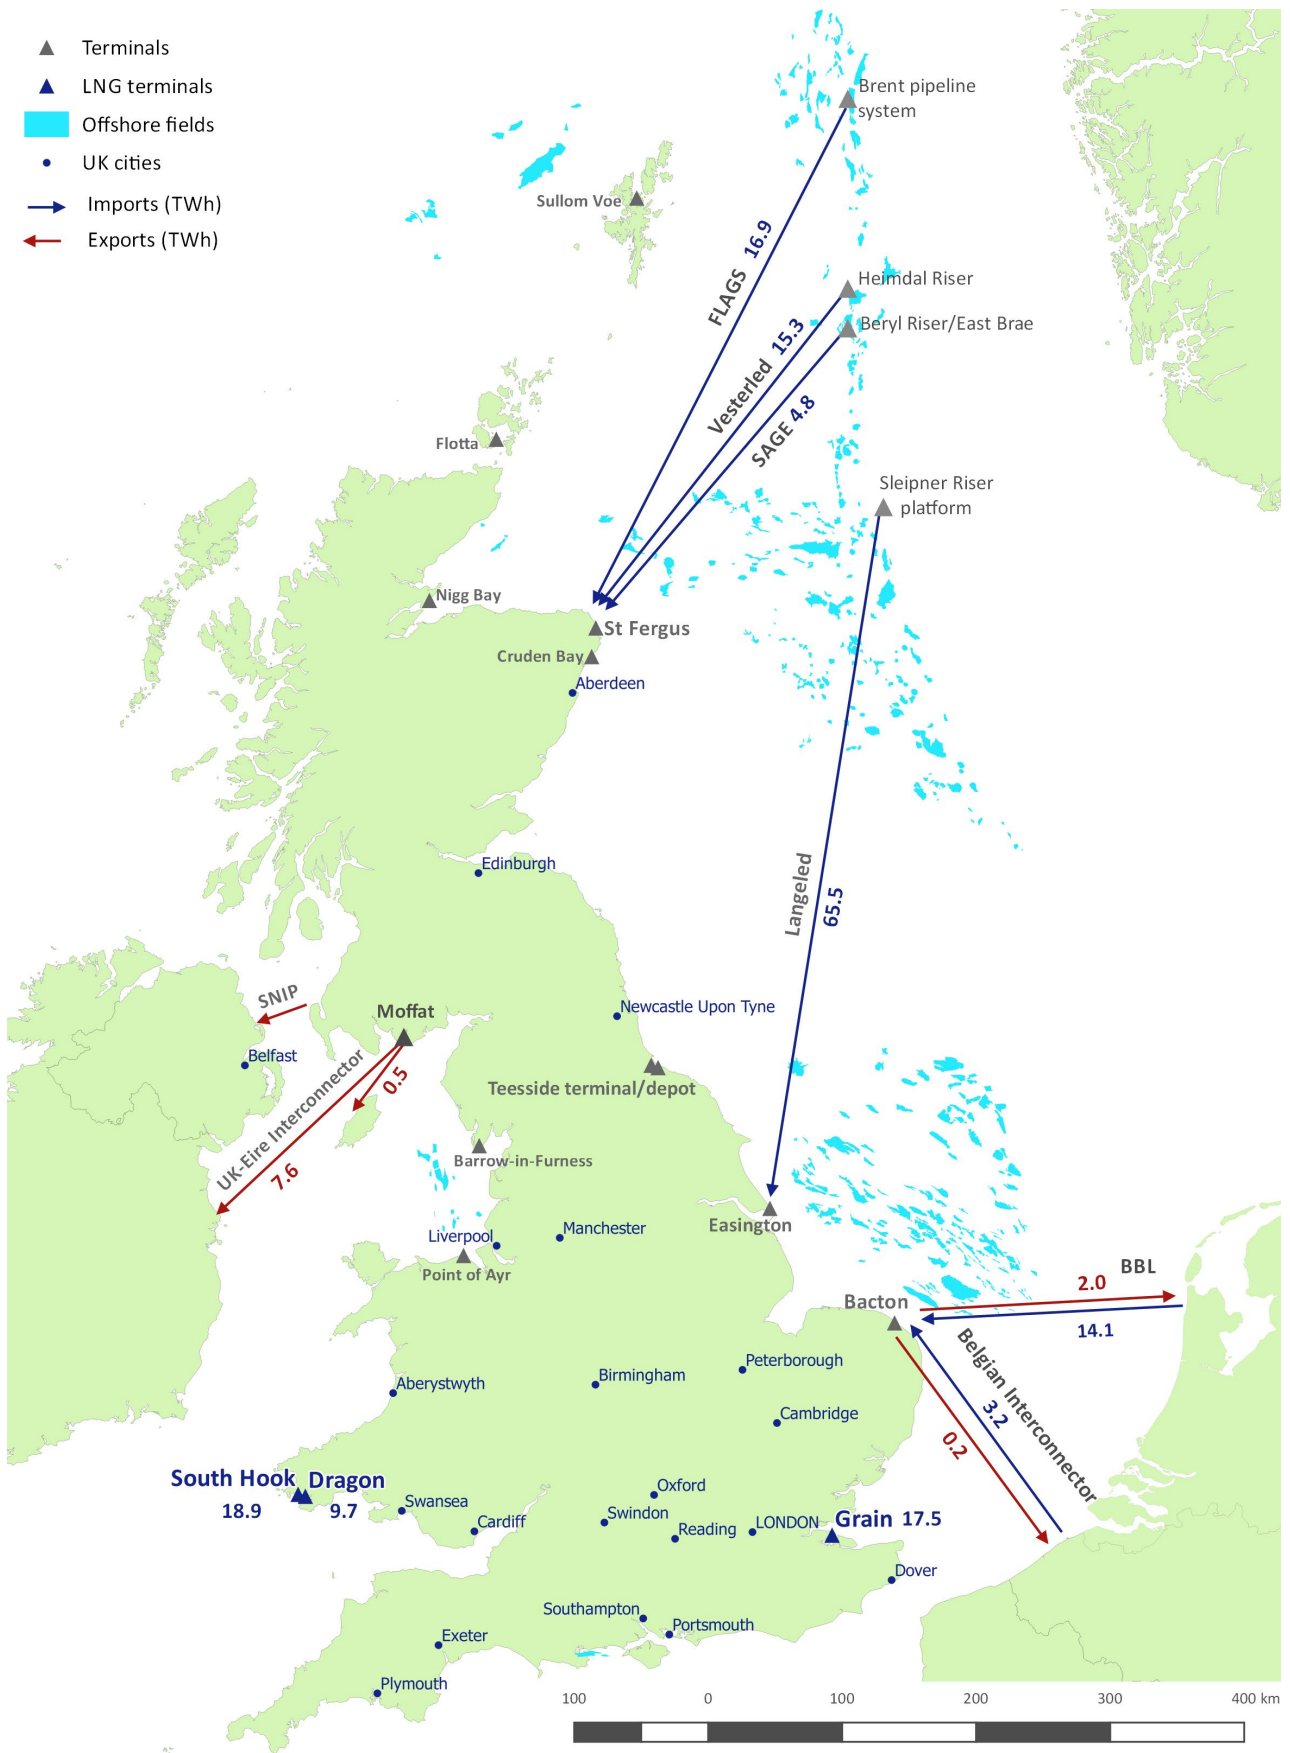 Terminals
LNG terminals
Offshore fields
UK cities
Imports (TWh)
Exports (TWh)
Brent pipeline
system
Sullom Voe
FLAGS 16.9
Heimdal Riser
Beryl Riser/East Brae
Vesterled 15.3
SAGE 4.8
Flotta
Sleipner Riser
platform
Nigg Bay
St Fergus
Cruden Bay
Aberdeen
Edinburgh
Langeled
65.5
SNIP
Moffat
Newcastle Upon Tyne
Belfast
0.5
Teesside terminal/depot
UK-Eire Interconnector
7.6
Barrow-in-Furness
Easington
Manchester
Liverpool
Point of Ayr
BBL
2.0
14.1
Bacton
Belgian Interconnector
3.2
0.2
Peterborough
Birmingham
Aberystwyth
Cambridge
South Hook
18.9
Dragon
9.7
Swansea
Cardiff
Oxford
Swindon
Reading
LONDON
Grain 17.5
Dover
Southampton
Portsmouth
Exeter
Plymouth
100 0 100 200 300 400 km